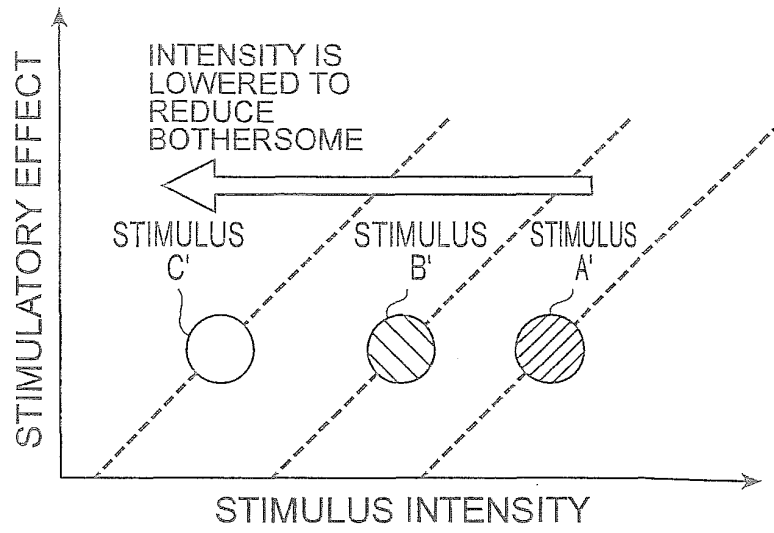 INTENSITY IS
LOWERED TO
REDUCE
BOTHERSOME
STIMULUS
C'
STIMULUS
B'
STIMULUS
A'
STIMULATORY EFFECT
STIMULUS INTENSITY